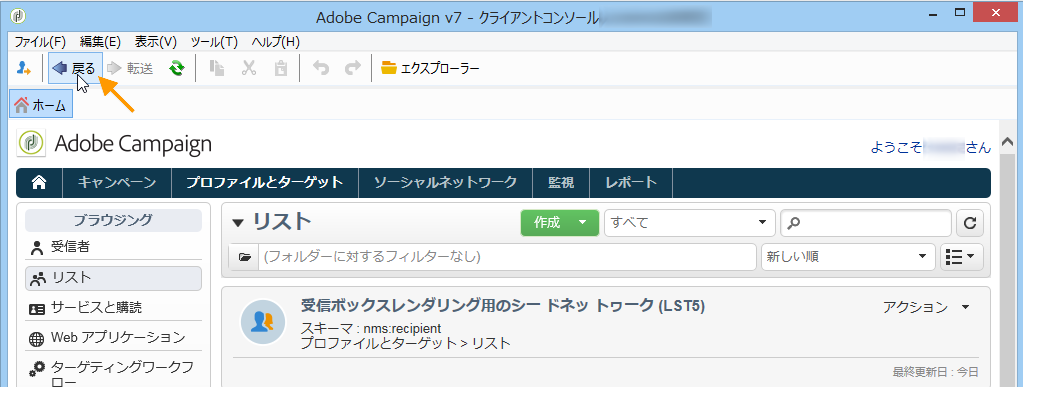 Adobe Campaign v7 - クライアントコンソール
ファイル(F) 編集(E) 表示(V) ツール(T) ヘルプ(H)
戻る 転送 エクスプローラー
ホーム
Adobe Campaign
ようこそ さん
キャンペーン プロファイルとターゲット ソーシャルネットワーク 監視 レポート
ブラウジング
受信者
リスト
サービスと購読
Web アプリケーション
ターゲティングワークフ
ロー
リスト 作成 すべて
(フォルダーに対するフィルターなし) 新しい順
受信ボックスレンダリング用のシー ドネッ トワーク (LST5) アクション
スキーマ : nms:recipient
プロファイルとターゲット > リスト
最終更新日 : 今日